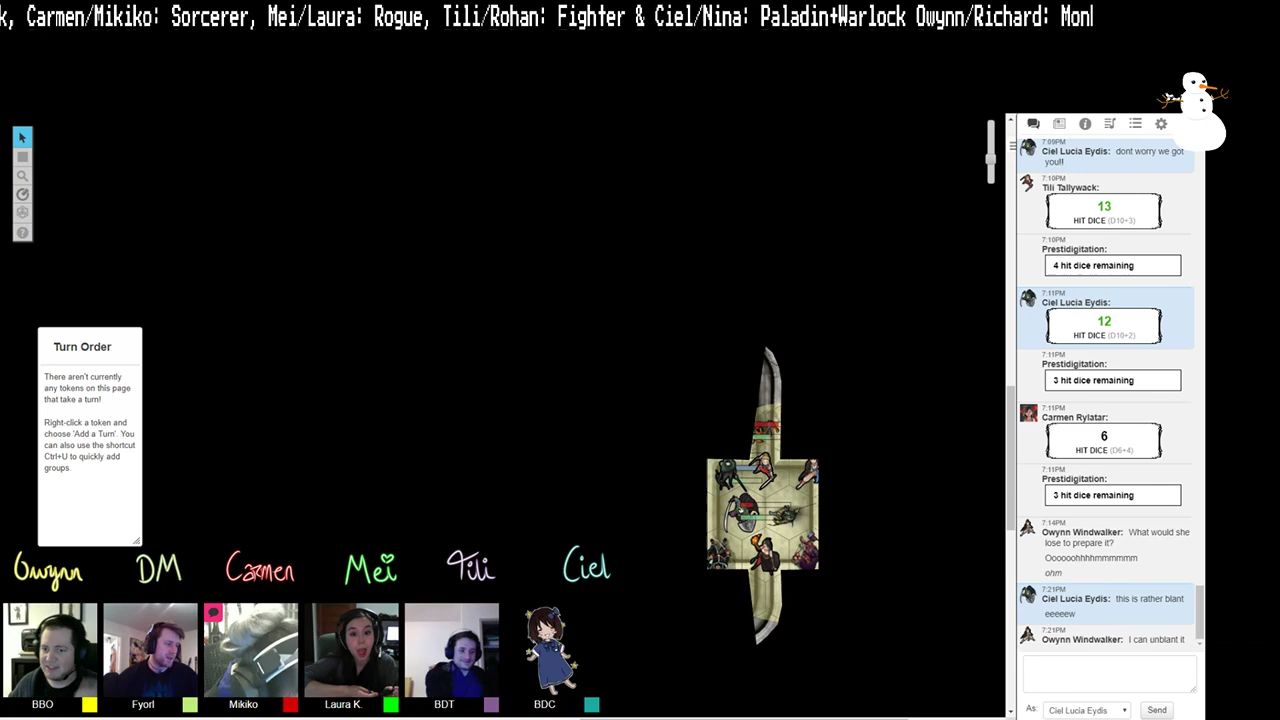 k, Carmen/Mikiko: Sorcerer, Mei/Laura: Rogue, Tili/Rohan: Fighter & Ciel/Nina: Paladin+Warlock Owynn/Richard: Monk
7:09PM
Ciel Lucia Eydis: dont worry we got
you!!
7:10PM
Tili Tallywack:
13
HIT DICE (D10+3)
7:10PM
Prestidigitation:
4 hit dice remaining
7:11PM
Ciel Lucia Eydis:
12
HIT DICE (D10+2)
7:11PM
Prestidigitation:
3 hit dice remaining
7:11PM
Carmen Rylatar:
6
HIT DICE (D6+4)
7:11PM
Prestidigitation:
3 hit dice remaining
7:14PM
Owynn Windwalker: What would she
lose to prepare it?
Oooooohhhhmmmmmm
ohm
7:21PM
Ciel Lucia Eydis: this is rather blant
eeeeew
7:21PM
Owynn Windwalker: I can unblant it
As: Ciel Lucia Eydis Send
Turn Order
There aren't currently
any tokens on this page
that take a turn!
Right-click a token and
choose 'Add a Turn'. You
can also use the shortcut
Ctrl+U to quickly add
groups.
Owynn DM Carmen Mei Tili Ciel
BBO Fyorl Mikiko Laura K. BDT BDC